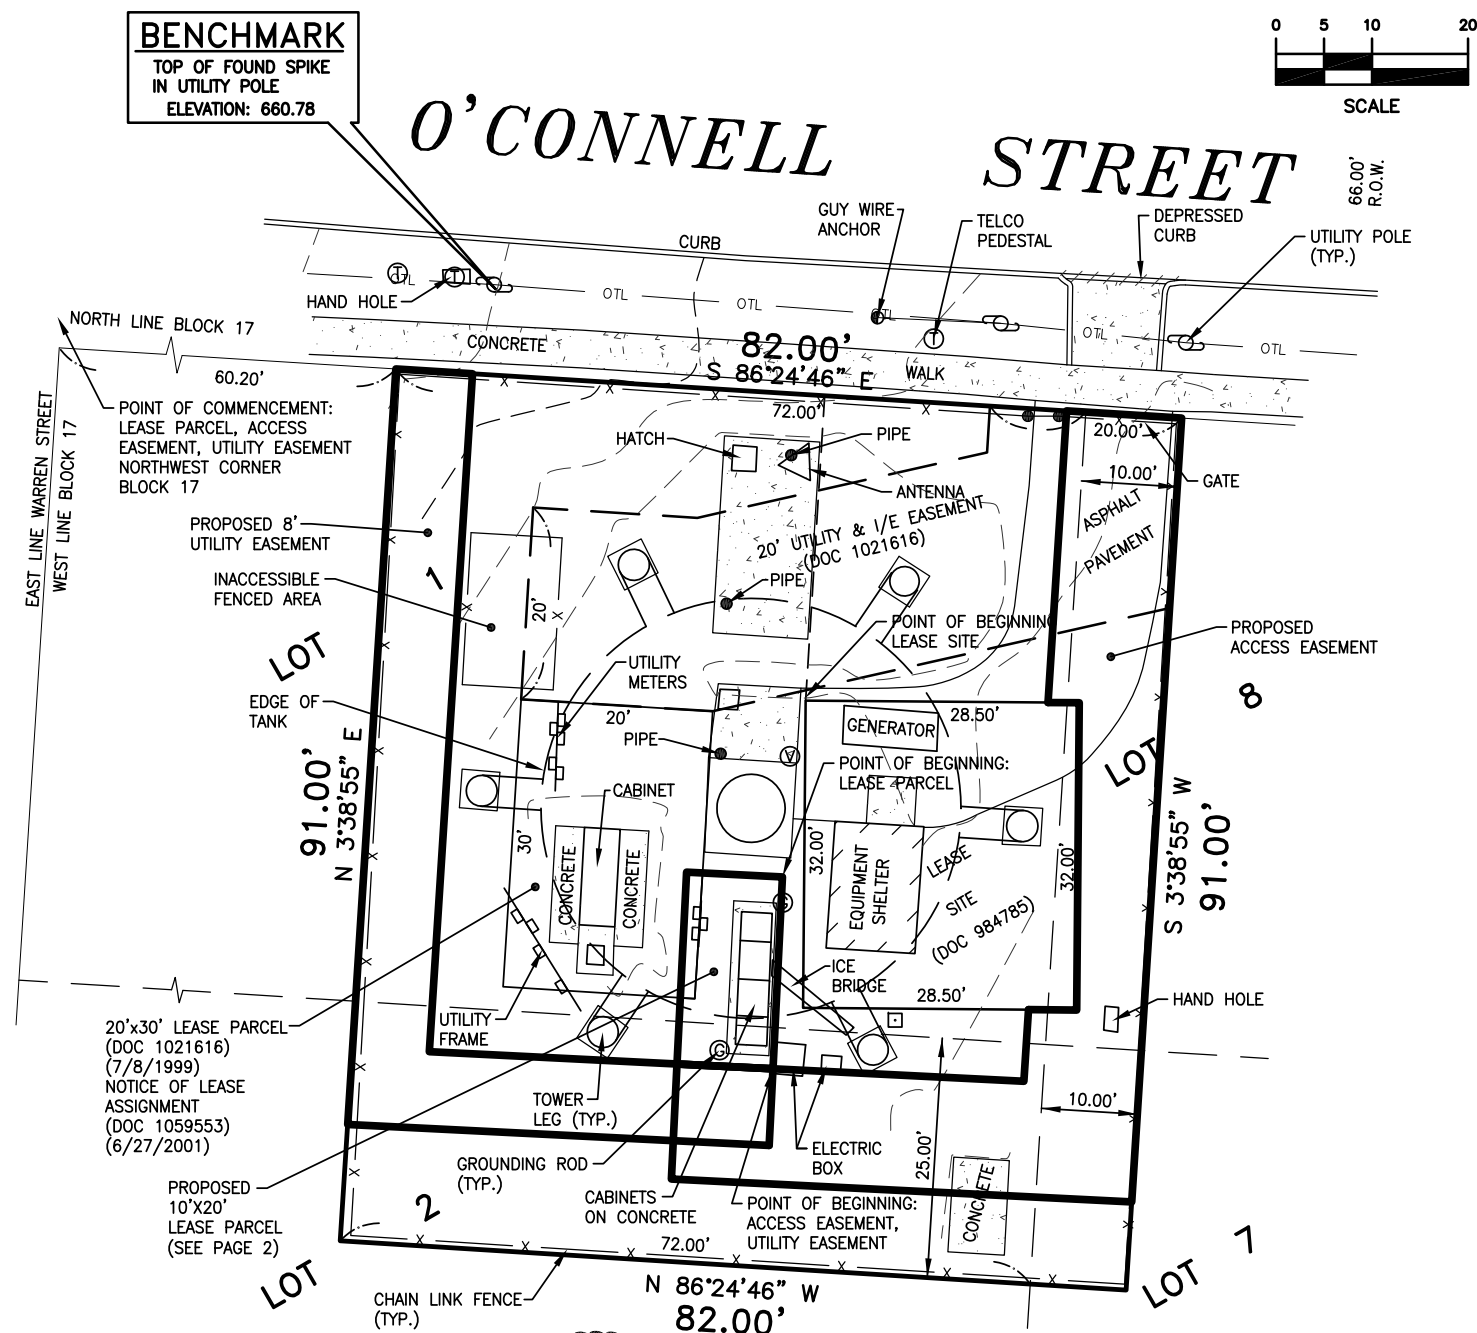 BENCHMARK
TOP OF FOUND SPIKE
IN UTILITY POLE
ELEVATION: 660.78
0 5 10 20
SCALE
O'CONNELL STREET
66.00'
R.O.W.
GUY WIRE
ANCHOR
TELCO
PEDESTAL
DEPRESSED
CURB
UTILITY POLE
(TYP.)
CURB
T
T
OTL
OTL
OTL
OTL
OTL
OTL
T
HAND HOLE
NORTH LINE BLOCK 17
CONCRETE
WALK
82.00'
S 86°24'46" E
60.20'
72.00'
20.00'
10.00'
GATE
POINT OF COMMENCEMENT:
LEASE PARCEL, ACCESS
EASEMENT, UTILITY EASEMENT
NORTHWEST CORNER
BLOCK 17
EAST LINE WARREN STREET
WEST LINE BLOCK 17
HATCH
PIPE
ANTENNA
20' UTILITY & I/E EASEMENT
(DOC 1021616)
ASPHALT
PAVEMENT
PROPOSED 8'
UTILITY EASEMENT
INACCESSIBLE
FENCED AREA
PIPE
20'
LOT 1
POINT OF BEGINNING
LEASE SITE
PROPOSED
ACCESS EASEMENT
UTILITY
METERS
EDGE OF
TANK
20'
PIPE
GENERATOR
28.50'
LOT 8
POINT OF BEGINNING:
LEASE PARCEL
CABINET
91.00'
N 3°38'55" E
30'
CONCRETE
CONCRETE
32.00'
EQUIPMENT
SHELTER
LEASE
SITE
(DOC 984785)
32.00'
S 3°38'55" W
91.00'
G
ICE
BRIDGE
28.50'
HAND HOLE
20'x30' LEASE PARCEL
(DOC 1021616)
(7/8/1999)
NOTICE OF LEASE
ASSIGNMENT
(DOC 1059553)
(6/27/2001)
UTILITY
FRAME
G
TOWER
LEG (TYP.)
10.00'
25.00'
ELECTRIC
BOX
GROUNDING ROD
(TYP.)
CABINETS
ON CONCRETE
POINT OF BEGINNING:
ACCESS EASEMENT,
UTILITY EASEMENT
CONCRETE
PROPOSED
10'X20'
LEASE PARCEL
(SEE PAGE 2)
LOT 2
72.00'
LOT 7
CHAIN LINK FENCE
(TYP.)
N 86°24'46" W
82.00'